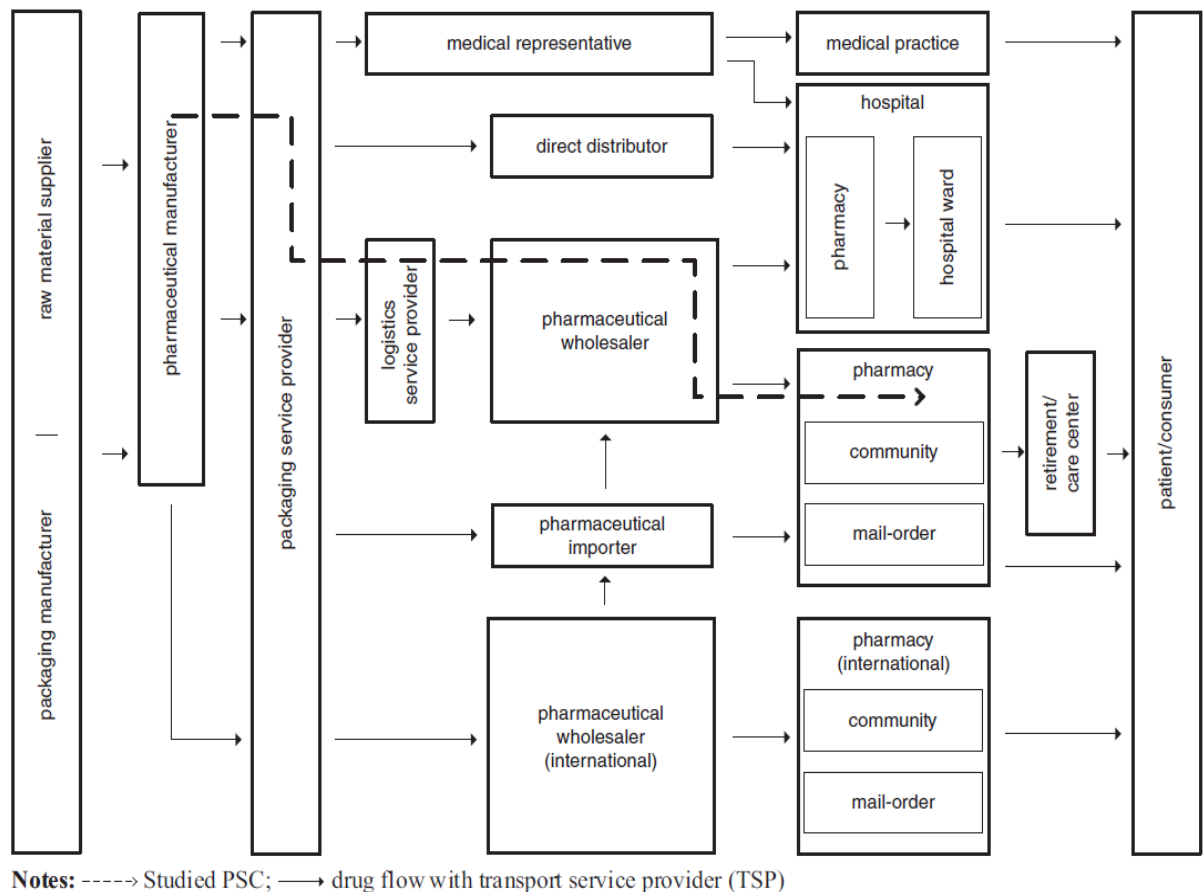 raw material supplier
packaging manufacturer
pharmaceutical manufacturer
packaging service provider
medical representative
medical practice
hospital
direct distributor
pharmacy
hospital ward
logistics
service provider
pharmaceutical
wholesaler
pharmacy
community
mail-order
retirement/
care center
patient/consumer
pharmaceutical
importer
pharmaceutical
wholesaler
(international)
pharmacy
(international)
community
mail-order
Notes: -----> Studied PSC; ——→ drug flow with transport service provider (TSP)